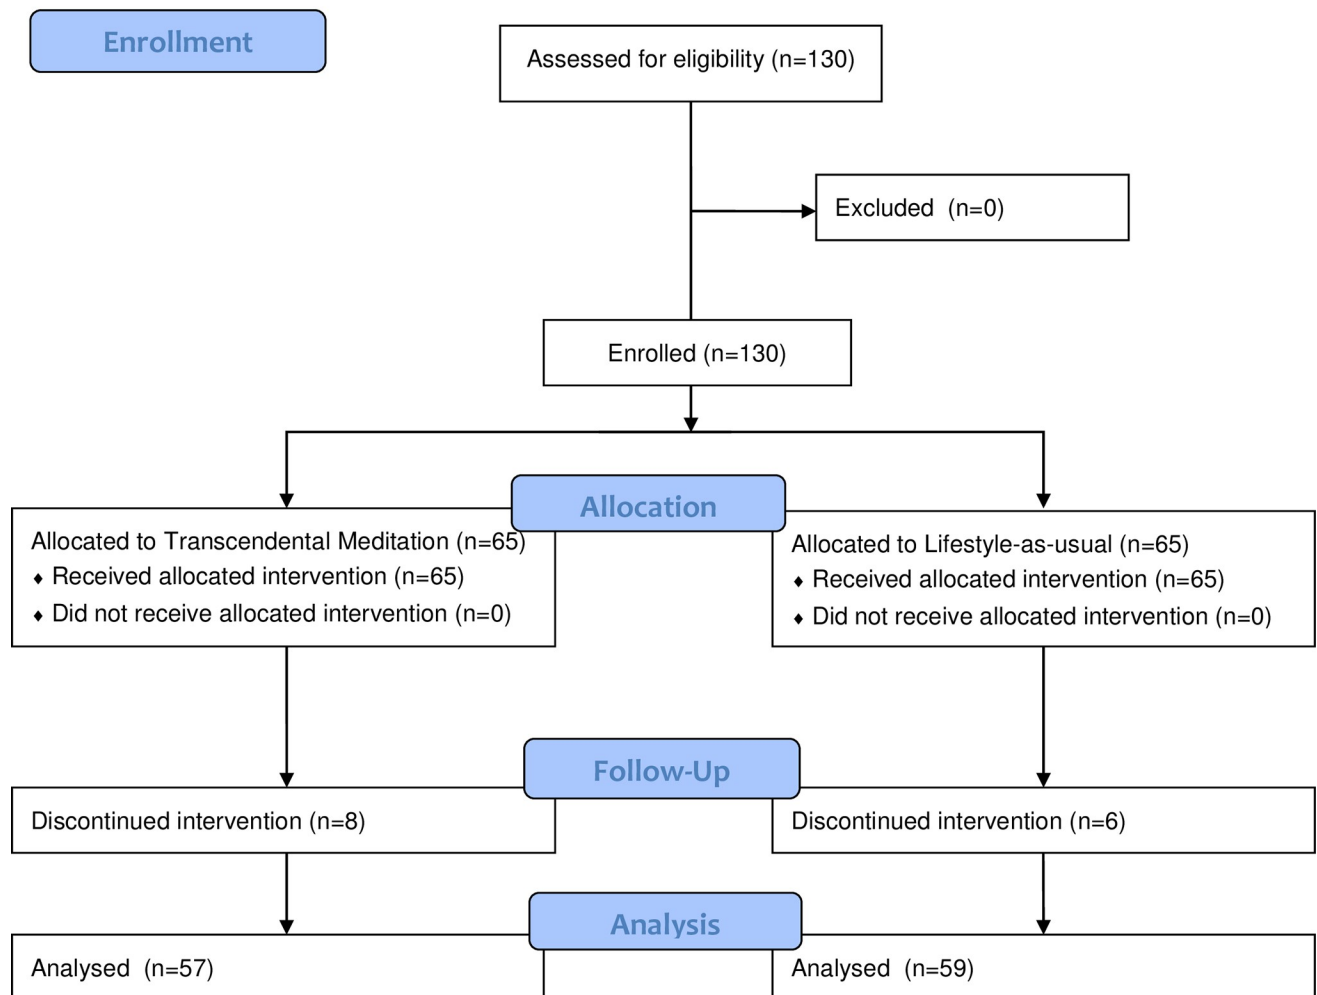 Enrollment
Assessed for eligibility (n=130)
Excluded  (n=0)
Enrolled (n=130)
Allocation
Allocated to Transcendental Meditation (n=65)
♦ Received allocated intervention (n=65)
♦ Did not receive allocated intervention (n=0)
Allocated to Lifestyle-as-usual (n=65)
♦ Received allocated intervention (n=65)
♦ Did not receive allocated intervention (n=0)
Follow-Up
Discontinued intervention (n=8)
Discontinued intervention (n=6)
Analysis
Analysed  (n=57)
Analysed  (n=59)